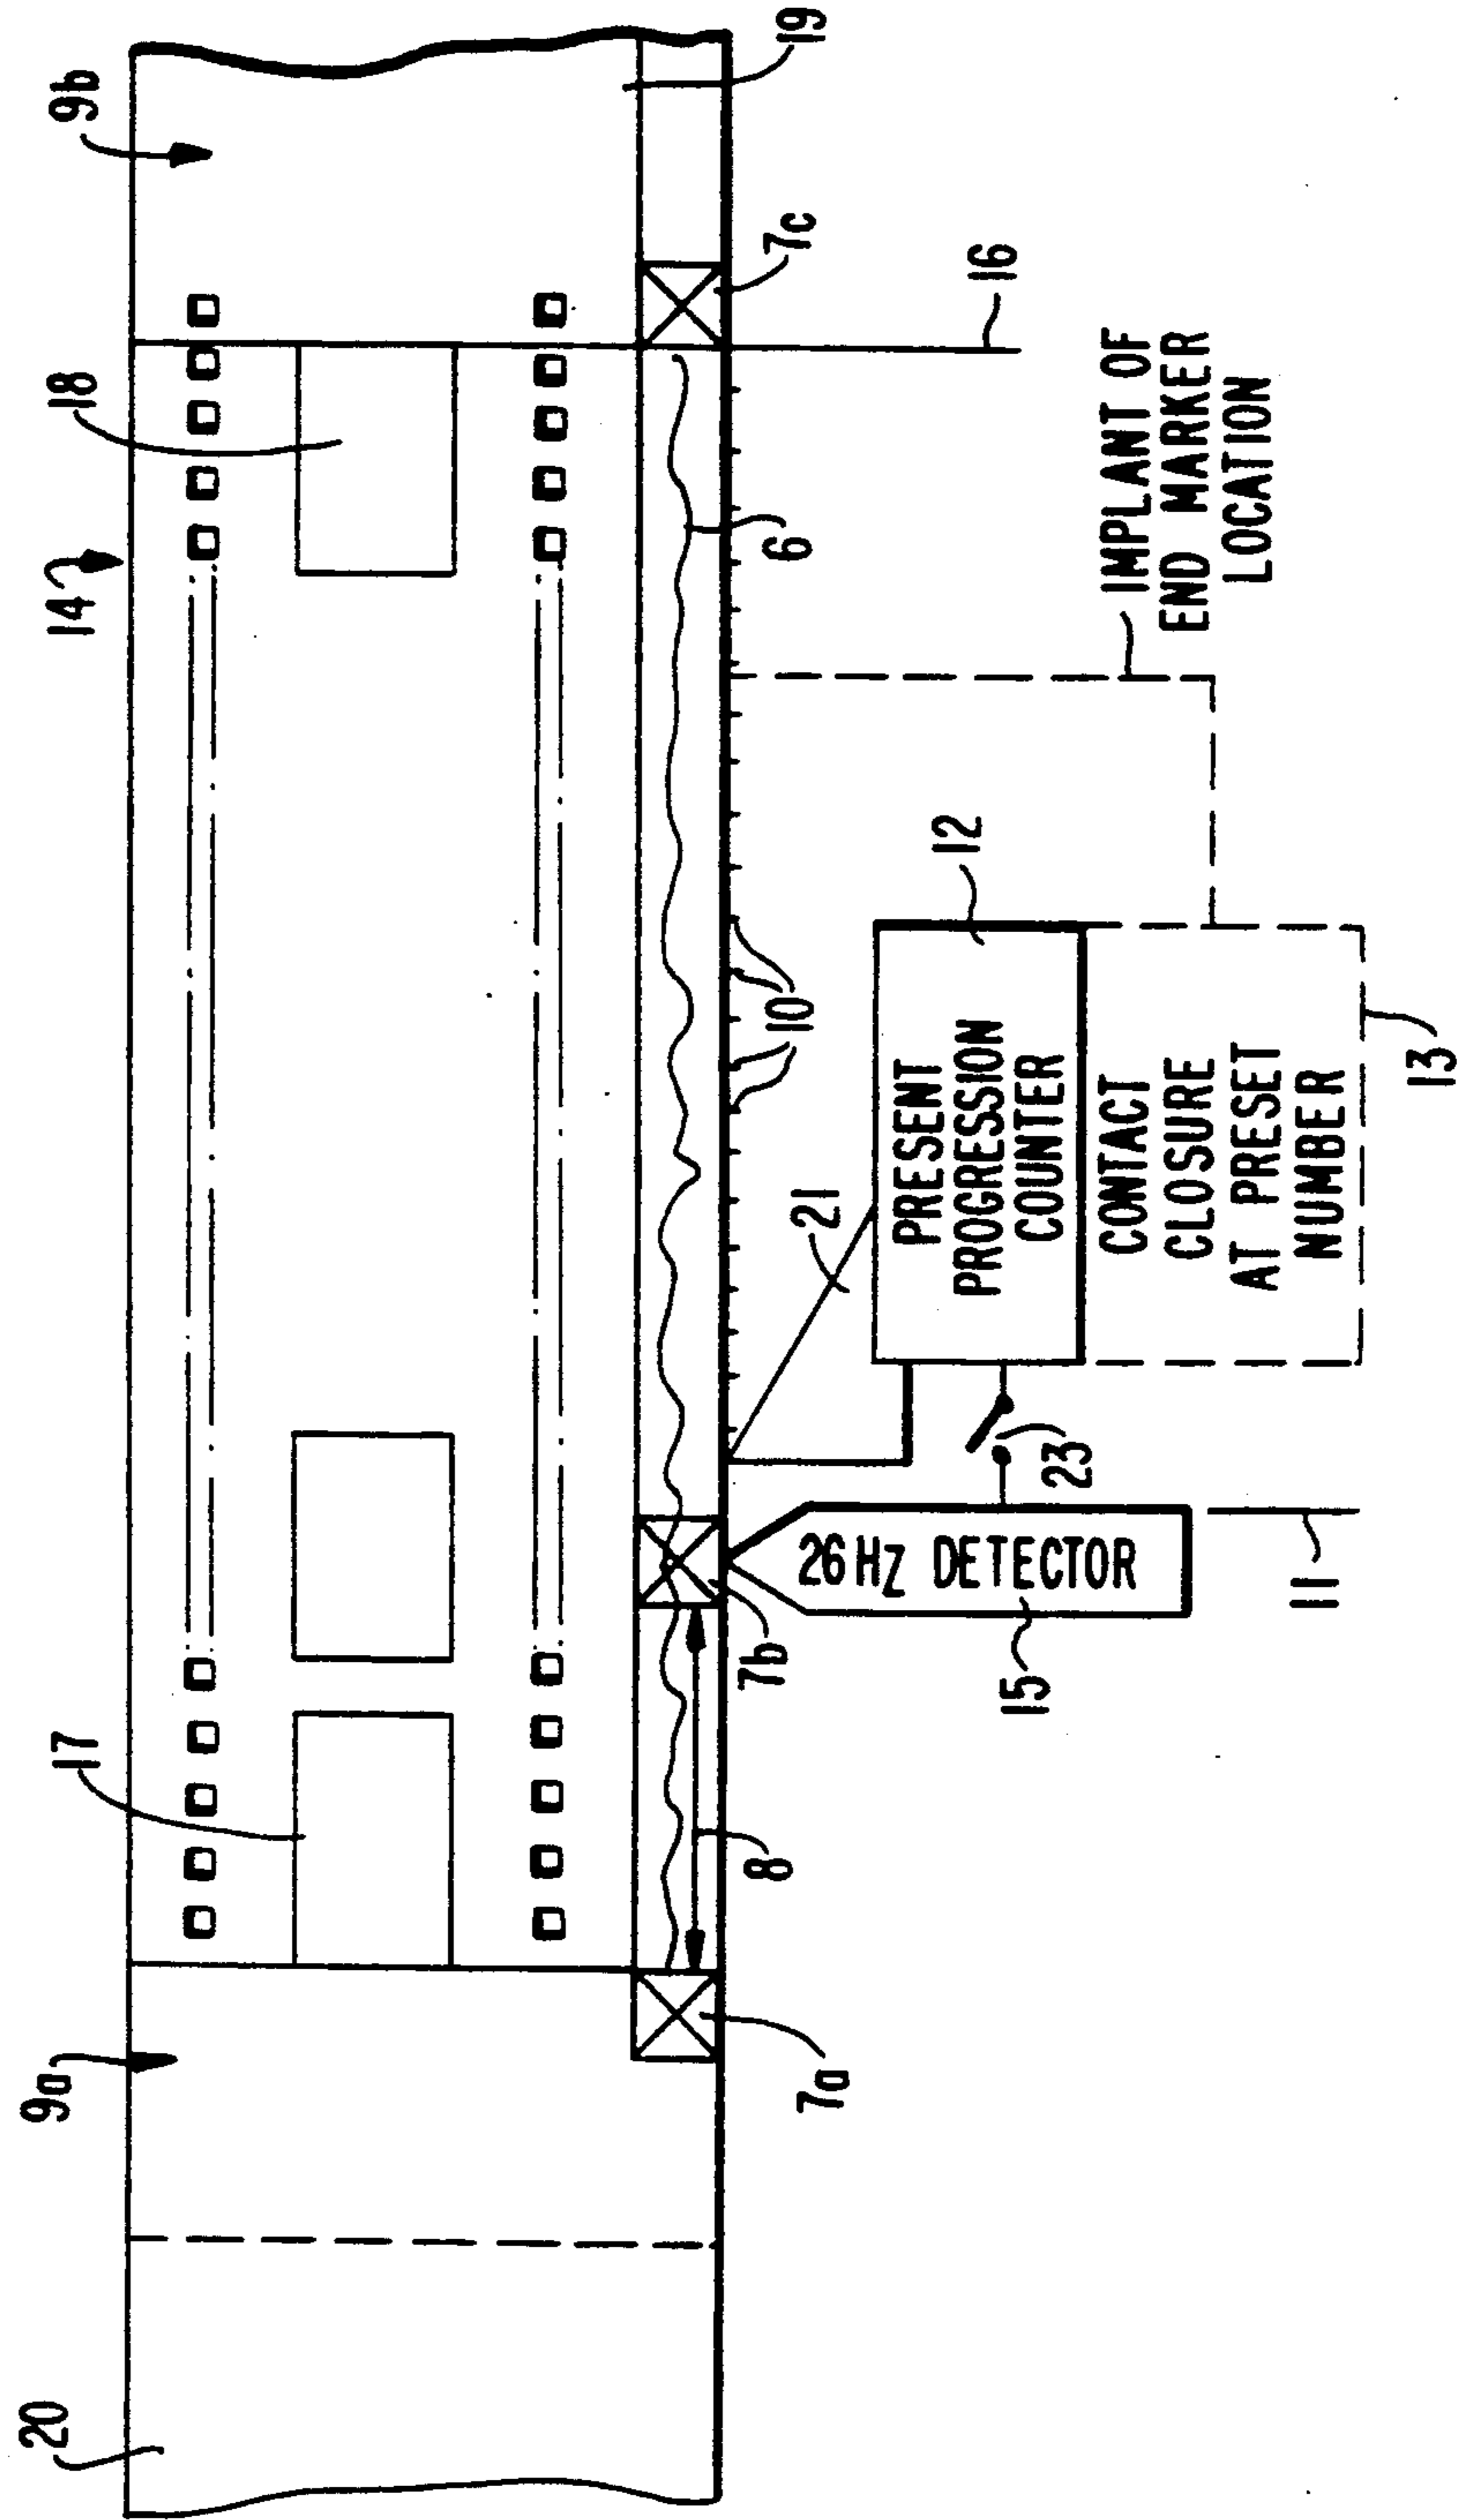 20
9a
17
14
18
9b
7a
8
7b
21
10
6
7c
19
15
26 HZ DETECTOR
23
PRESENT
PROGRESSION
COUNTER
12
16
CONTACT
CLOSURE
AT PRESET
NUMBER
IMPLANT OF
END MARKER
LOCATION
11
13